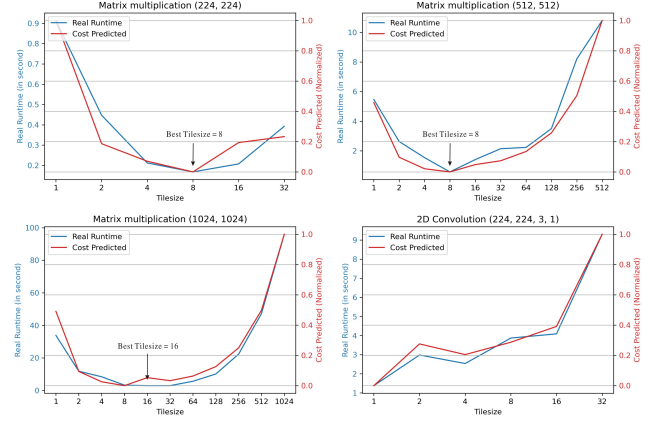 Matrix multiplication (224, 224)
Real Runtime
Cost Predicted
Real Runtime (in second)
0.9
0.8
0.7
0.6
0.5
0.4
0.3
0.2
Best Tilesize = 8
1.0
0.8
0.6
0.4
0.2
0.0
Cost Predicted (Normalized)
1 2 4 8 16 32
Tilesize
Matrix multiplication (512, 512)
Real Runtime
Cost Predicted
Real Runtime (in second)
10
8
6
4
2
Best Tilesize = 8
1.0
0.8
0.6
0.4
0.2
0.0
Cost Predicted (Normalized)
1 2 4 8 16 32 64 128 256 512
Tilesize
Matrix multiplication (1024, 1024)
Real Runtime
Cost Predicted
Real Runtime (in second)
100
80
60
40
20
0
Best Tilesize = 16
1.0
0.8
0.6
0.4
0.2
0.0
Cost Predicted (Normalized)
1 2 4 8 16 32 64 128 256 512 1024
Tilesize
2D Convolution (224, 224, 3, 1)
Real Runtime
Cost Predicted
Real Runtime (in second)
9
8
7
6
5
4
3
2
1
1.0
0.8
0.6
0.4
0.2
0.0
Cost Predicted (Normalized)
1 2 4 8 16 32
Tilesize